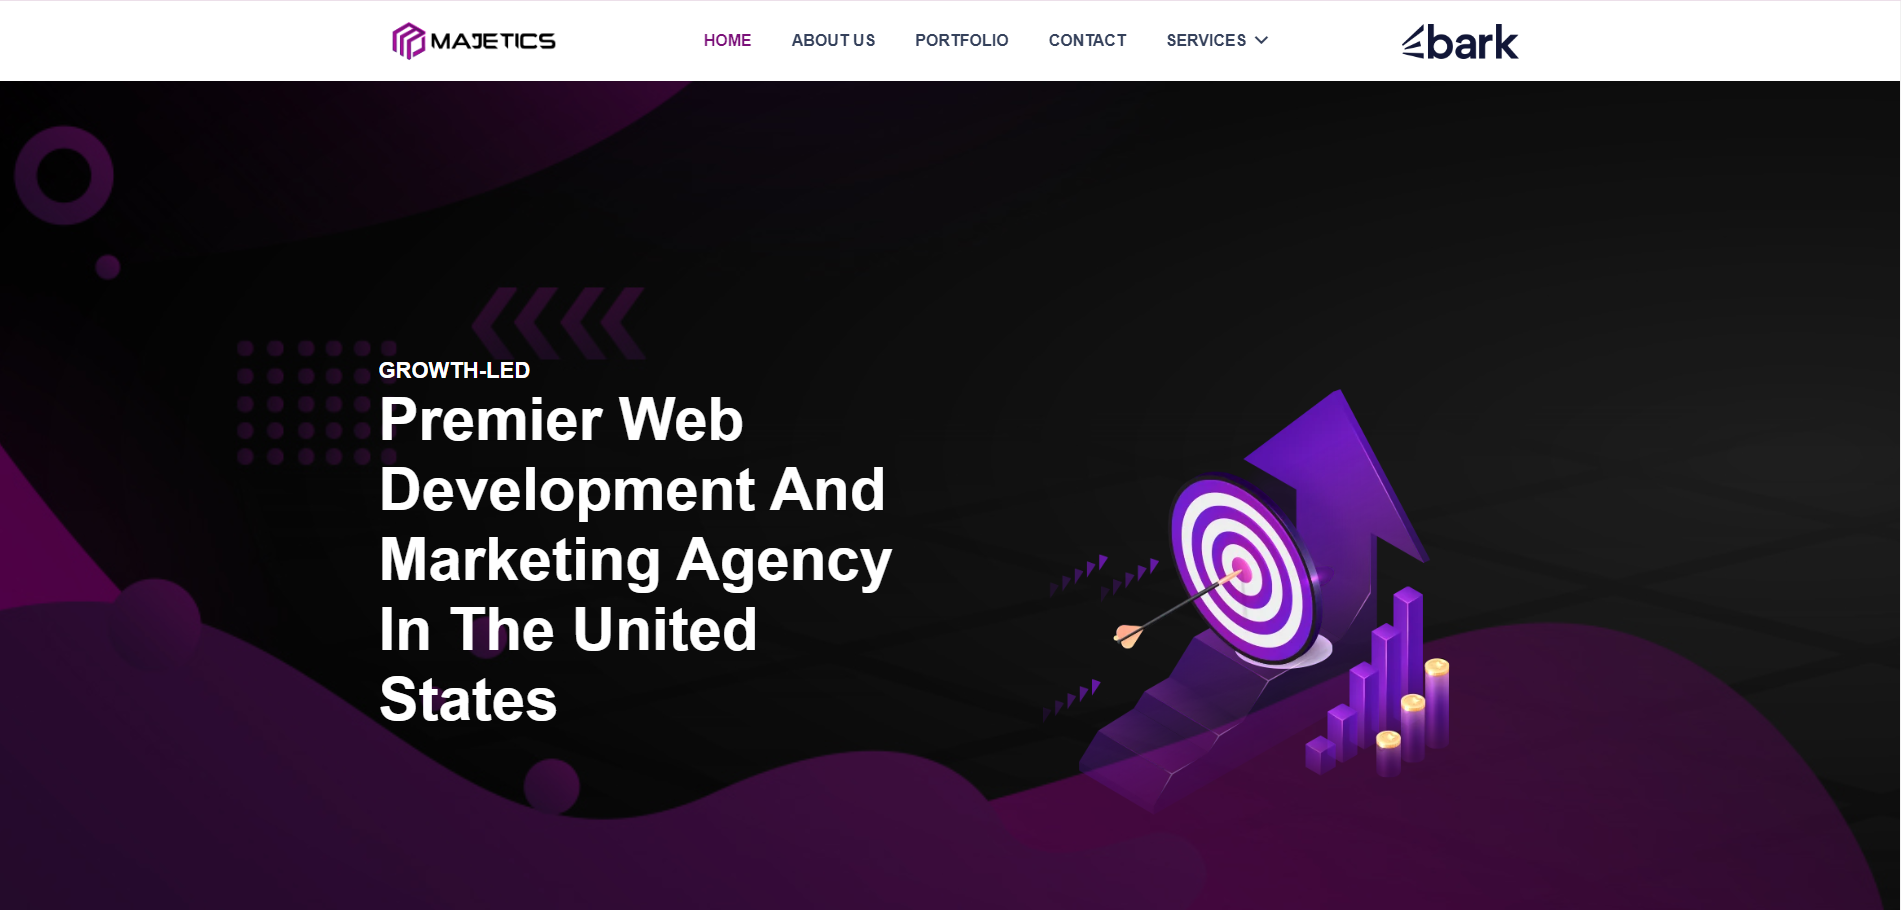 MAJETICS
HOME
ABOUT US
PORTFOLIO
CONTACT
SERVICES
bark
GROWTH-LED
Premier Web
Development And
Marketing Agency
In The United
States